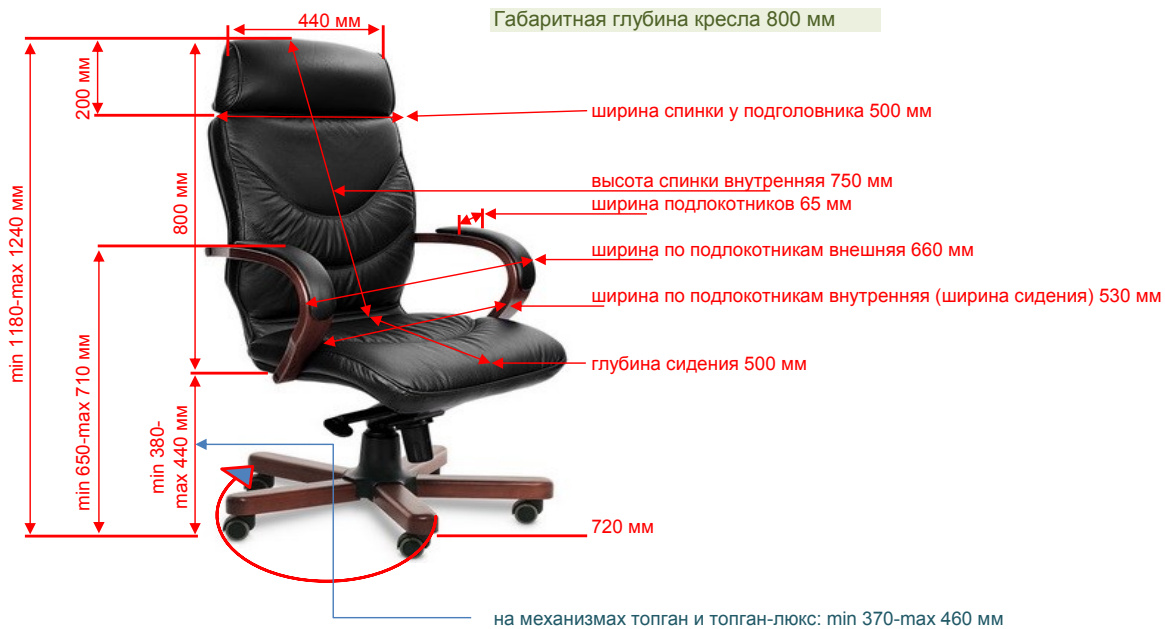 440 мм
Габаритная глубина кресла 800 мм
200 мм
ширина спинки у подголовника 500 мм
высота спинки внутренняя 750 мм
ширина подлокотников 65 мм
800 мм
min 1180-max 1240 мм
ширина по подлокотникам внешняя 660 мм
ширина по подлокотникам внутренняя (ширина сидения) 530 мм
глубина сидения 500 мм
min 650-max 710 мм
min 380-
max 440 мм
720 мм
на механизмах топган и топган-люкс: min 370-max 460 мм